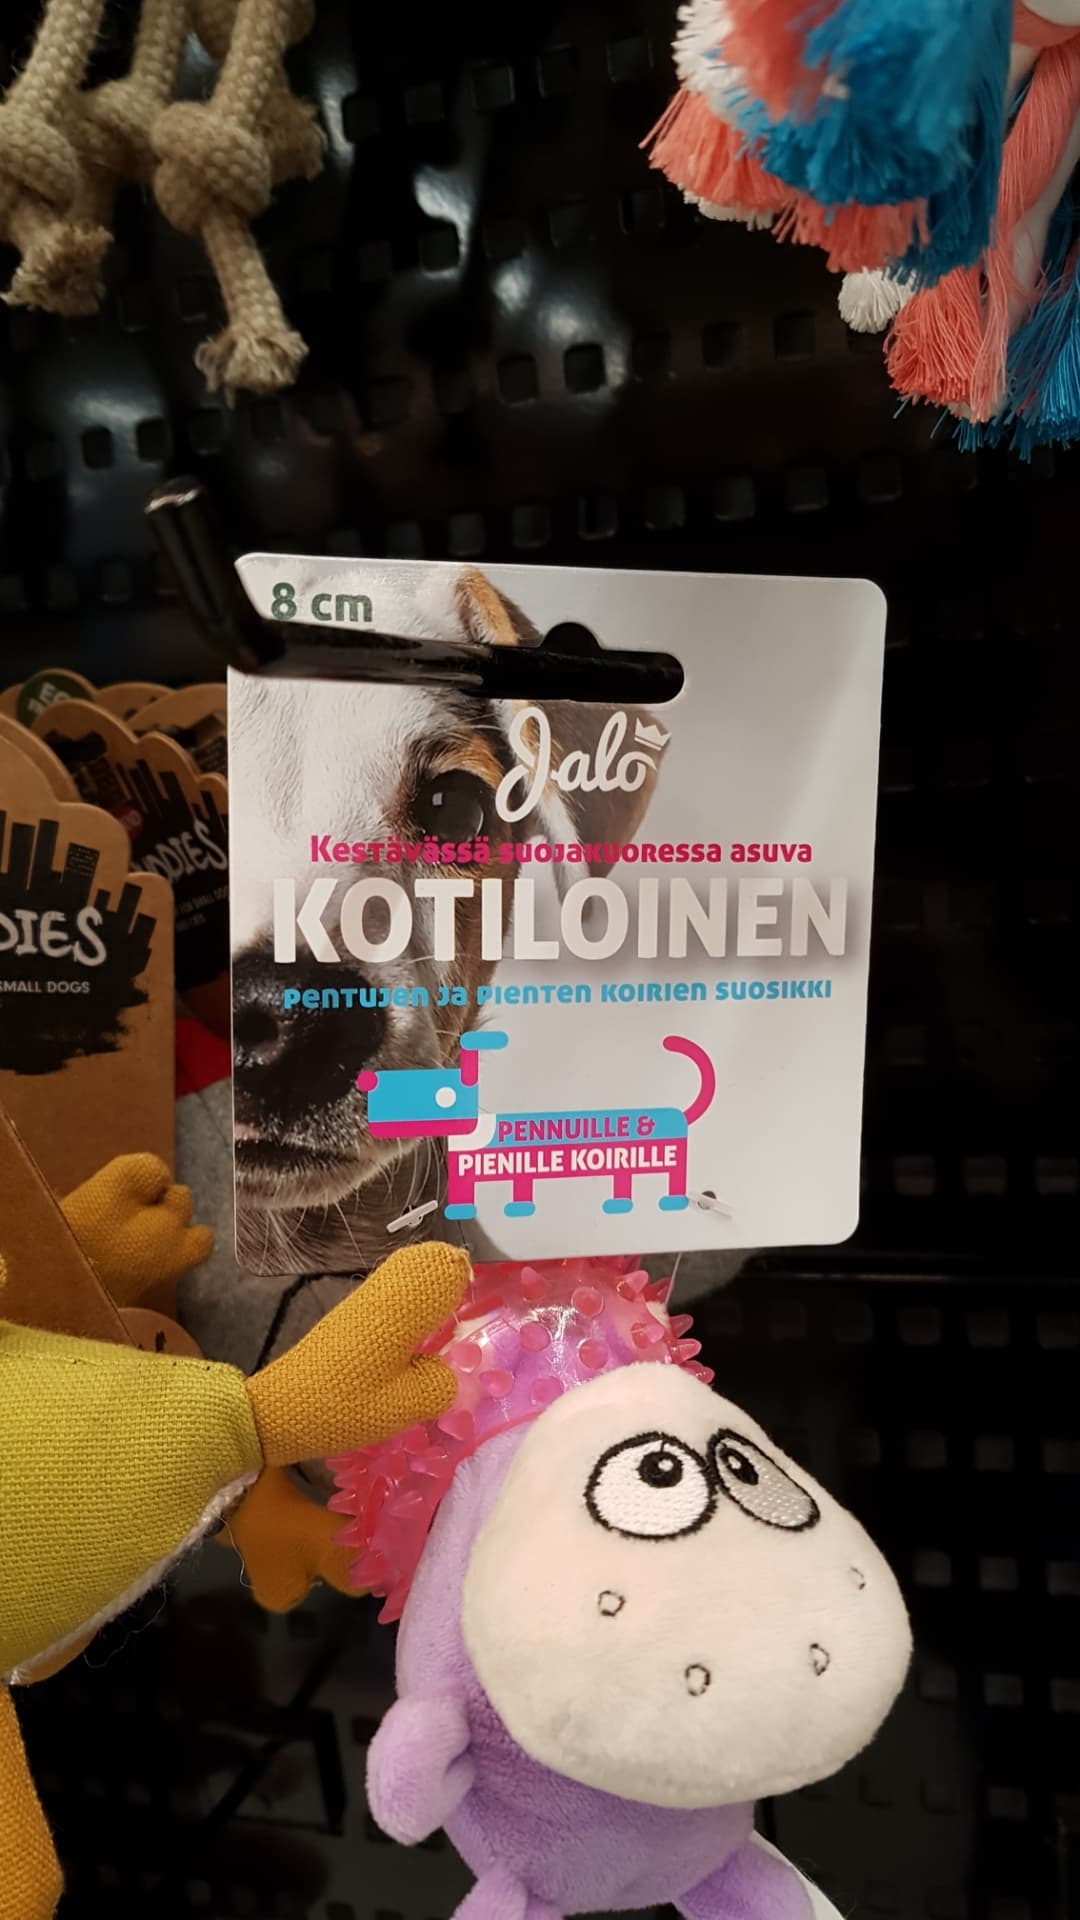 8 cm
Jalo
Kestävässä suojakuoressa asuva
KOTILOINEN
PENTUJEN JA PIENTEN KOIRIEN SUOSIKKI
PENNUILLE &
PIENILLE KOIRILLE
DIES
SMALL DOGS